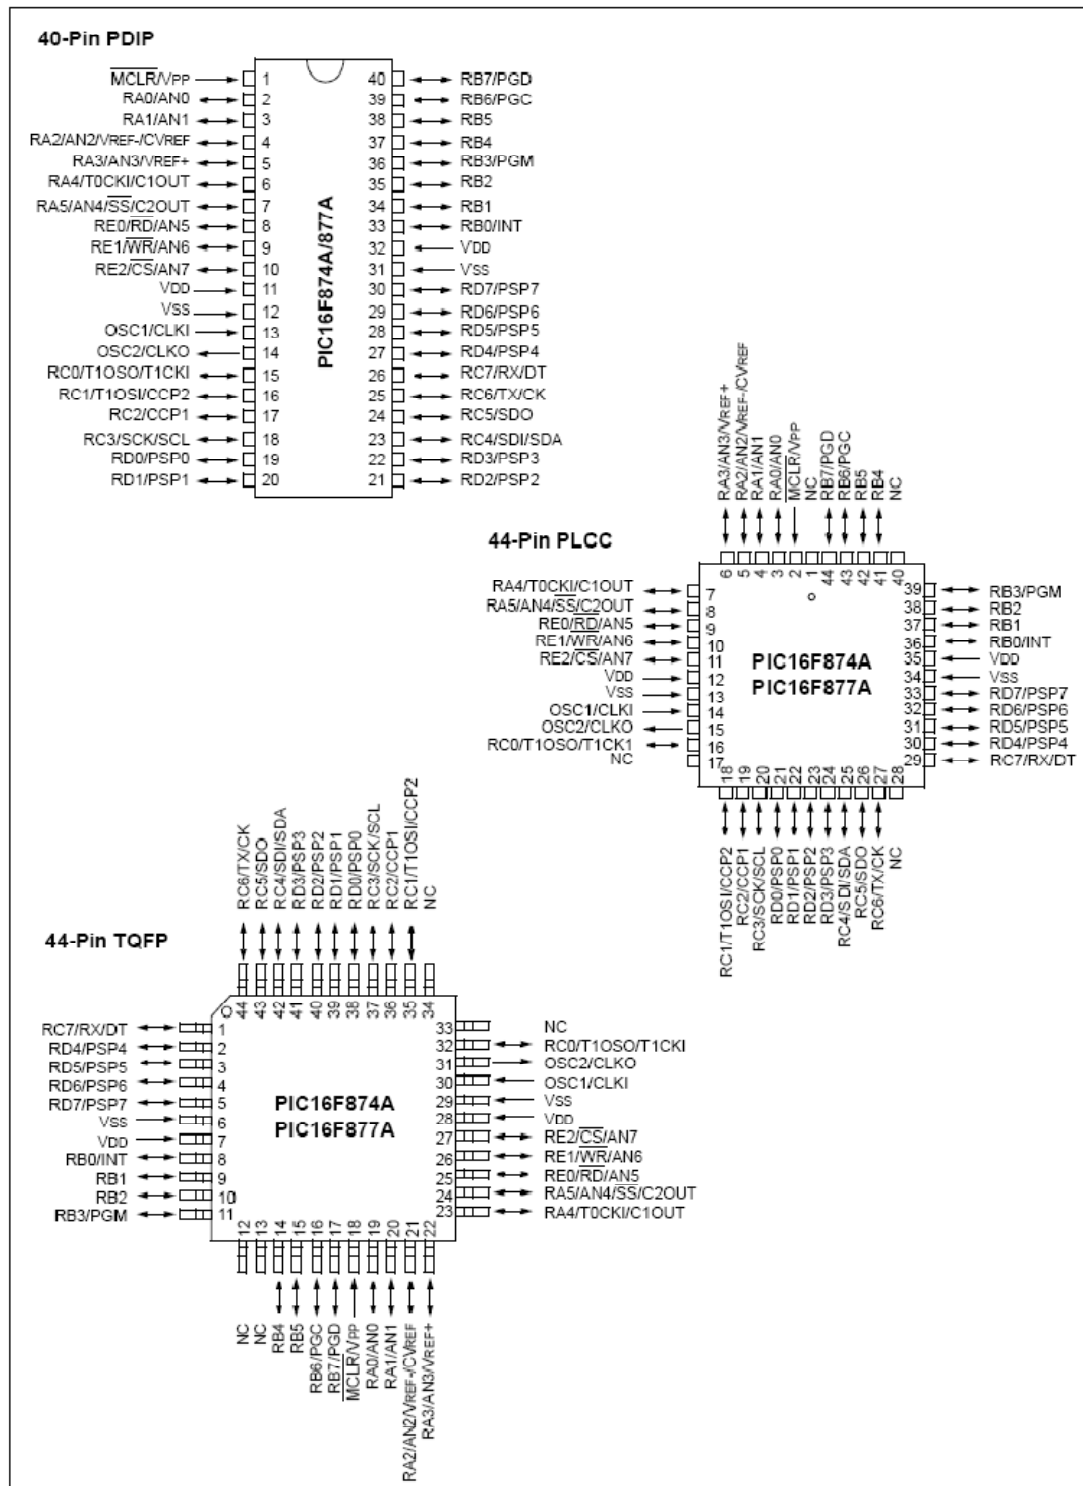 40-Pin PDIP
MCLR/VPP 1
RA0/AN0 2
RA1/AN1 3
RA2/AN2/VREF-/CVREF 4
RA3/AN3/VREF+ 5
RA4/T0CKI/C1OUT 6
RA5/AN4/SS/C2OUT 7
RE0/RD/AN5 8
RE1/WR/AN6 9
RE2/CS/AN7 10
VDD 11
VSS 12
OSC1/CLKI 13
OSC2/CLKO 14
RC0/T1OSO/T1CKI 15
RC1/T1OSI/CCP2 16
RC2/CCP1 17
RC3/SCK/SCL 18
RD0/PSP0 19
RD1/PSP1 20
PIC16F874A/877A
40 RB7/PGD
39 RB6/PGC
38 RB5
37 RB4
36 RB3/PGM
35 RB2
34 RB1
33 RB0/INT
32 VDD
31 VSS
30 RD7/PSP7
29 RD6/PSP6
28 RD5/PSP5
27 RD4/PSP4
26 RC7/RX/DT
25 RC6/TX/CK
24 RC5/SDO
23 RC4/SDI/SDA
22 RD3/PSP3
21 RD2/PSP2
44-Pin PLCC
RA3/AN3/VREF+ 6
RA2/AN2/VREF-/CVREF 5
RA1/AN1 4
RA0/AN0 3
MCLR/VPP 2
NC 1
RB7/PGD 44
RB6/PGC 43
RB5 42
RB4 41
NC 40
RA4/T0CKI/C1OUT 7
RA5/AN4/SS/C2OUT 8
RE0/RD/AN5 9
RE1/WR/AN6 10
RE2/CS/AN7 11
VDD 12
VSS 13
OSC1/CLKI 14
OSC2/CLKO 15
RC0/T1OSO/T1CK1 16
NC 17
PIC16F874A
PIC16F877A
39 RB3/PGM
38 RB2
37 RB1
36 RB0/INT
35 VDD
34 VSS
33 RD7/PSP7
32 RD6/PSP6
31 RD5/PSP5
30 RD4/PSP4
29 RC7/RX/DT
18 RC1/T1OSI/CCP2
19 RC2/CCP1
20 RC3/SCK/SCL
21 RD0/PSP0
22 RD1/PSP1
23 RD2/PSP2
24 RD3/PSP3
25 RC4/SDI/SDA
26 RC5/SDO
27 RC6/TX/CK
28 NC
44-Pin TQFP
RC6/TX/CK 44
RC5/SDO 43
RC4/SDI/SDA 42
RD3/PSP3 41
RD2/PSP2 40
RD1/PSP1 39
RD0/PSP0 38
RC3/SCK/SCL 37
RC2/CCP1 36
RC1/T1OSI/CCP2 35
NC 34
RC7/RX/DT 1
RD4/PSP4 2
RD5/PSP5 3
RD6/PSP6 4
RD7/PSP7 5
VSS 6
VDD 7
RB0/INT 8
RB1 9
RB2 10
RB3/PGM 11
PIC16F874A
PIC16F877A
33 NC
32 RC0/T1OSO/T1CKI
31 OSC2/CLKO
30 OSC1/CLKI
29 VSS
28 VDD
27 RE2/CS/AN7
26 RE1/WR/AN6
25 RE0/RD/AN5
24 RA5/AN4/SS/C2OUT
23 RA4/T0CKI/C1OUT
12 NC
13 NC
14 RB4
15 RB5
16 RB6/PGC
17 RB7/PGD
18 MCLR/VPP
19 RA0/AN0
20 RA1/AN1
21 RA2/AN2/VREF-/CVREF
22 RA3/AN3/VREF+